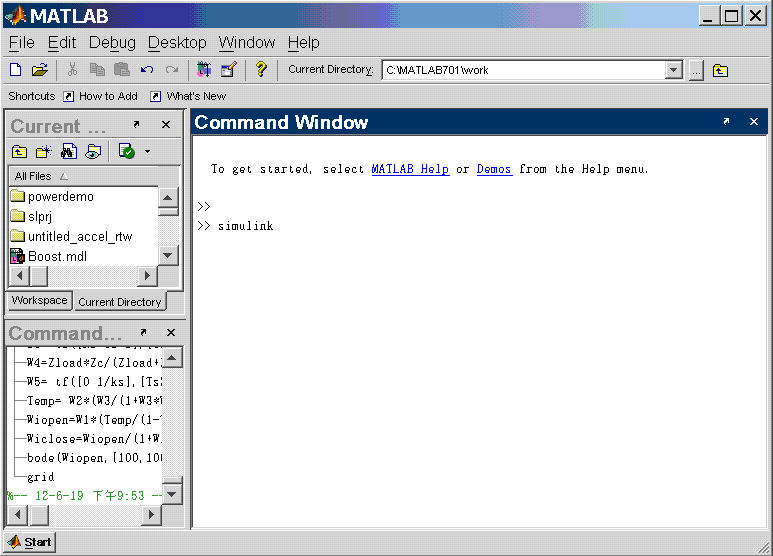 MATLAB
File Edit Debug Desktop Window Help
Current Directory: C:\MATLAB701\work ...
Shortcuts How to Add What's New
Current ...
All Files
powerdemo
slprj
untitled_accel_rtw
Boost.mdl
Workspace Current Directory
Command...
W4=Zload*Zc/(Zload+
W5= tf([0 1/ks],[Ts
Temp= W2*(W3/(1+W3*
Wiopen=W1*(Temp/(1-
Wiclose=Wiopen/(1+W
bode(Wiopen,[100,10
grid
%-- 12-6-19 下午9:53 --
Command Window
To get started, select MATLAB Help or Demos from the Help menu.
>>
>> simulink
Start